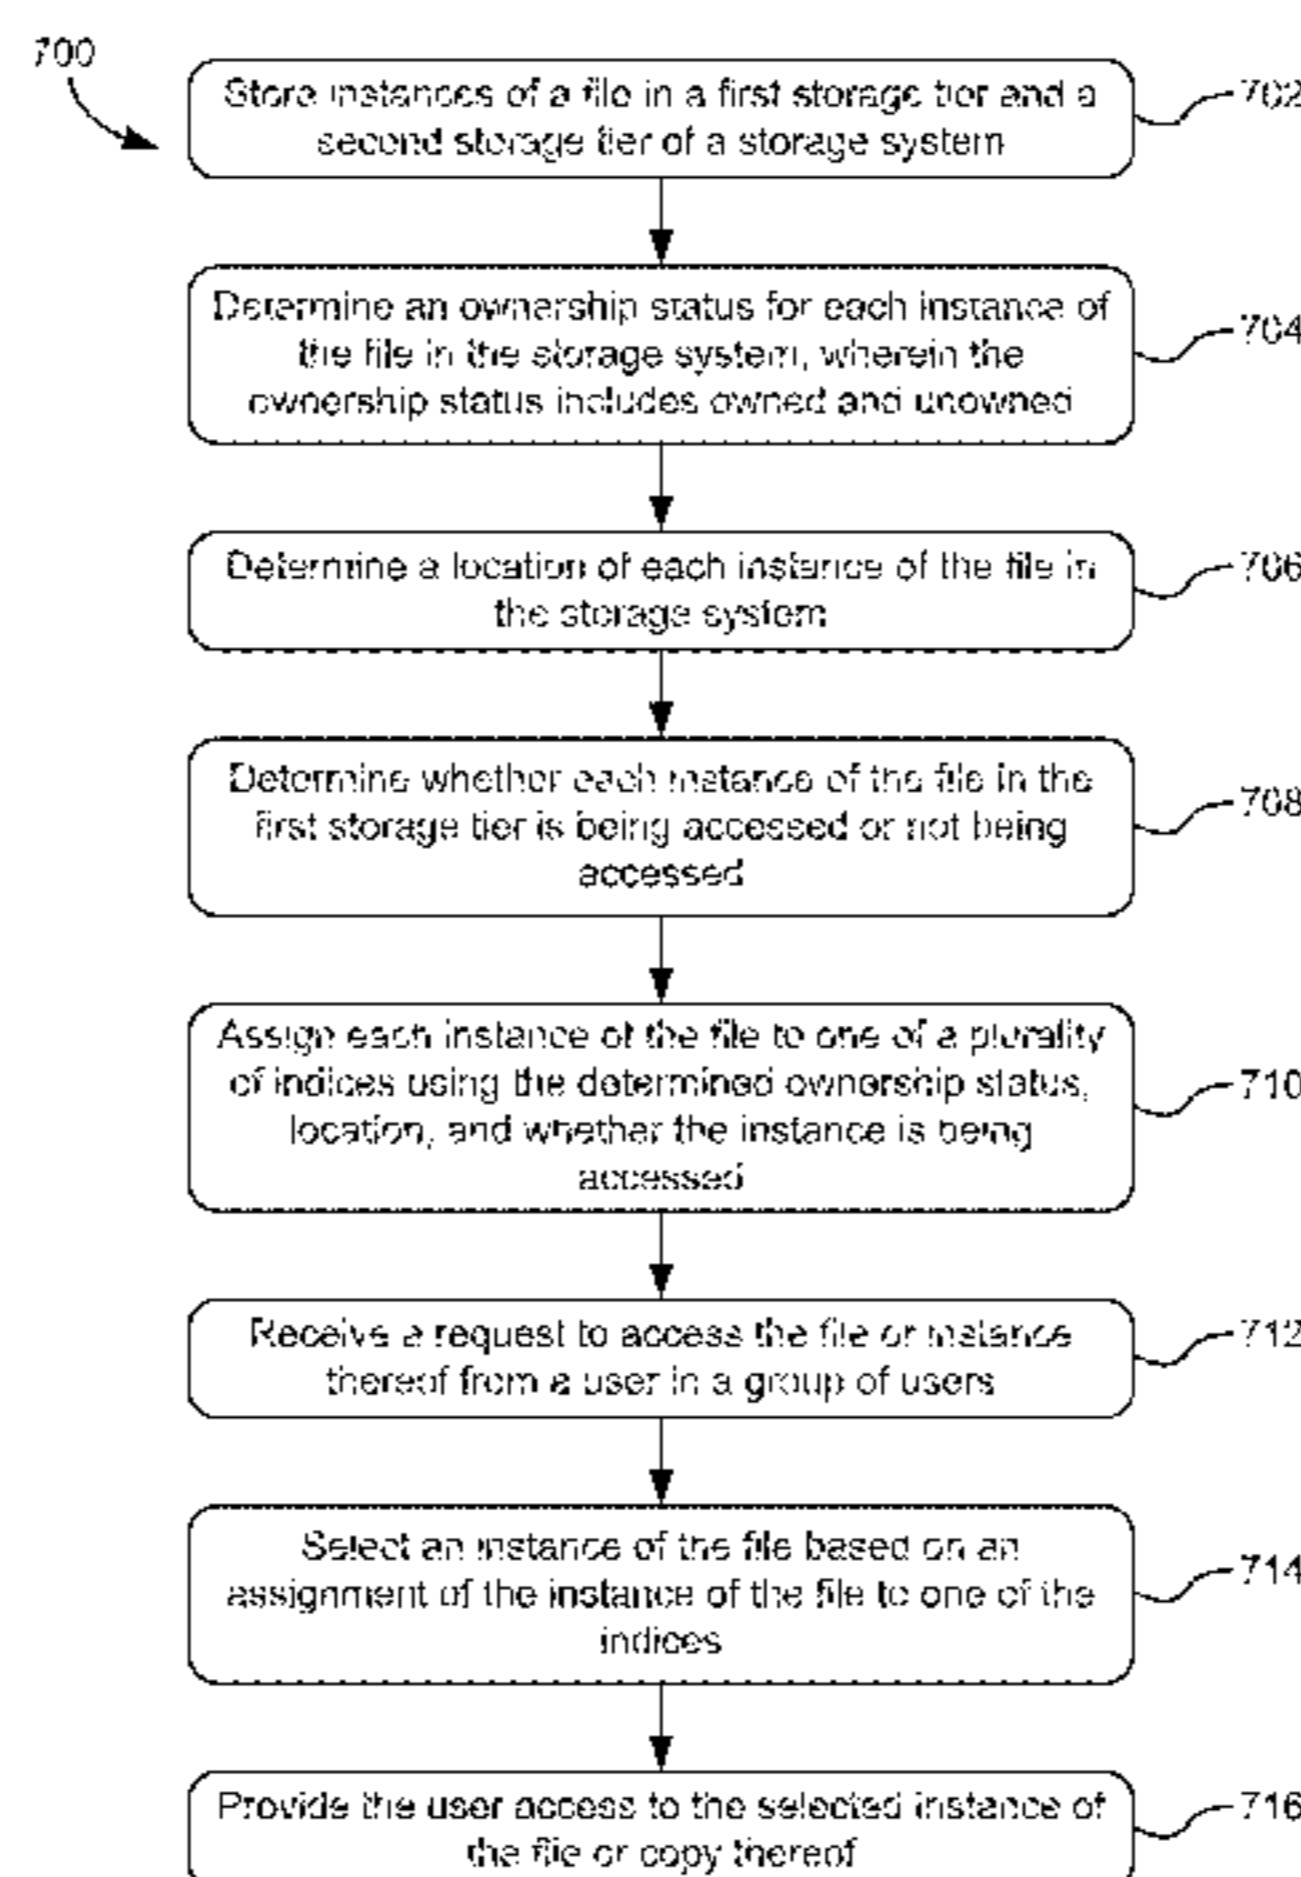 700
Store instances of a file in a first storage tier and a
second storage tier of a storage system
702
Determine an ownership status for each instance of
the file in the storage system, wherein the
ownership status includes owned and unowned
704
Determine a location of each instance of the file in
the storage system
706
Determine whether each instance of the file in the
first storage tier is being accessed or not being
accessed
708
Assign each instance of the file to one of a plurality
of indices using the determined ownership status,
location, and whether the instance is being
accessed
710
Receive a request to access the file or instance
thereof from a user in a group of users
712
Select an instance of the file based on an
assignment of the instance of the file to one of the
indices
714
Provide the user access to the selected instance of
the file or copy thereof
716